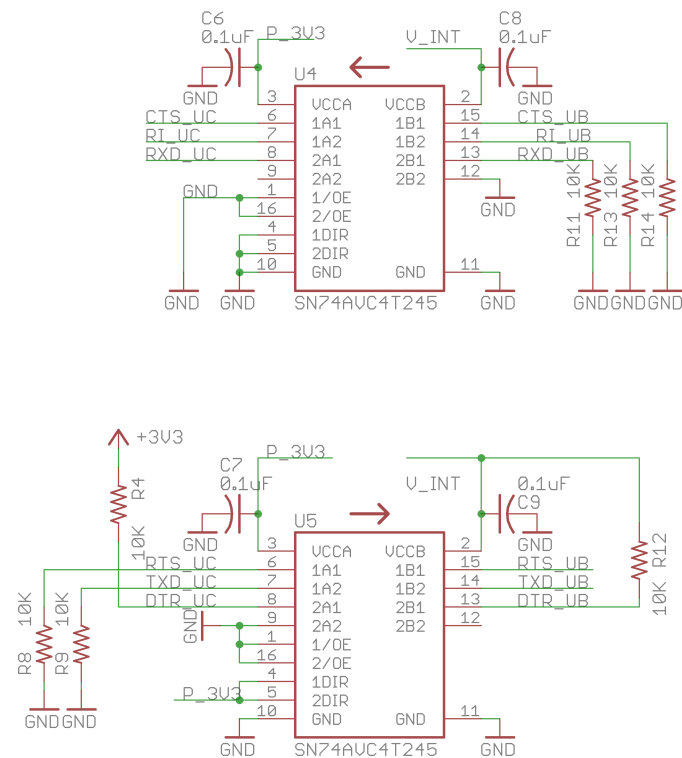 C6
0.1uF
P_3V3
C8
0.1uF
V_INT
U4
GND
GND
3 VCCA VCCB 2
CTS_UC 6 1A1 1B1 15 CTS_UB
RI_UC 7 1A2 1B2 14 RI_UB
RXD_UC 8 2A1 2B1 13 RXD_UB
9 2A2 2B2 12
GND 1 1/OE
16 2/OE
GND
4 1DIR
5 2DIR
10 GND GND 11
R11 10K
R13 10K
R14 10K
GND GND SN74AVC4T245 GND GND GND GND
+3V3
R4
10K
C7
0.1uF
P_3V3
V_INT
0.1uF
C9
U5
GND
GND
R12
10K
3 VCCA VCCB 2
RTS_UC 6 1A1 1B1 15 RTS_UB
TXD_UC 7 1A2 1B2 14 TXD_UB
DTR_UC 8 2A1 2B1 13 DTR_UB
GND 9 2A2 2B2 12
1 1/OE
16 2/OE
4 1DIR
P_3V3 5 2DIR
10 GND GND 11
R8 10K
R9 10K
GND GND
GND SN74AVC4T245 GND